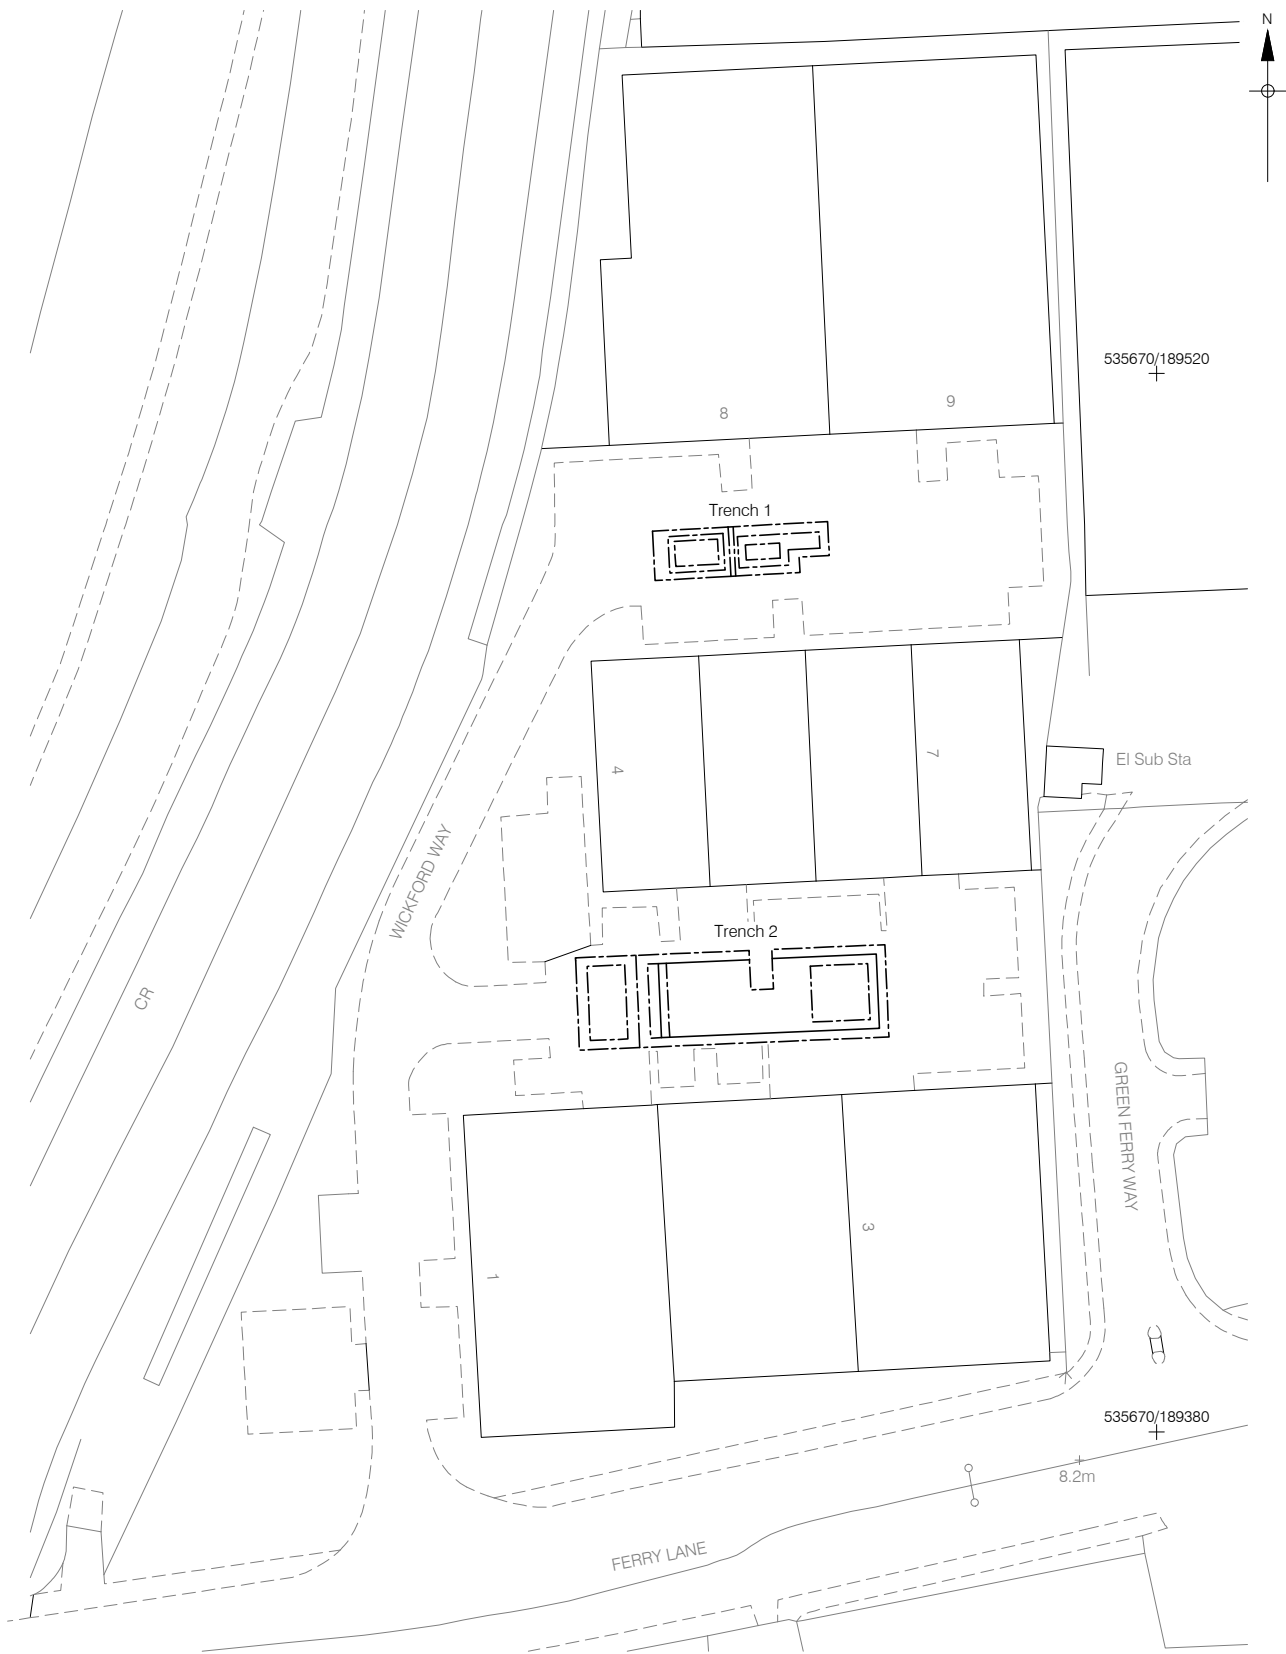 N
535670/189520
8
9
Trench 1
4
7
El Sub Sta
WICKFORD WAY
Trench 2
CR
GREEN FERRY WAY
3
1
535670/189380
8.2m
FERRY LANE